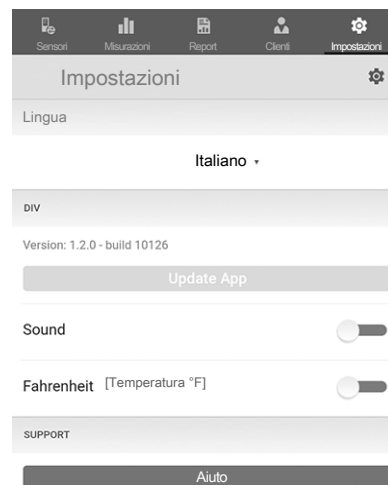 Sensori Misurazioni Report Clienti Impostazioni
Impostazioni
Lingua
Italiano
DIV
Version: 1.2.0 - build 10126
Update App
Sound
Fahrenheit [Temperatura °F]
SUPPORT
Aiuto